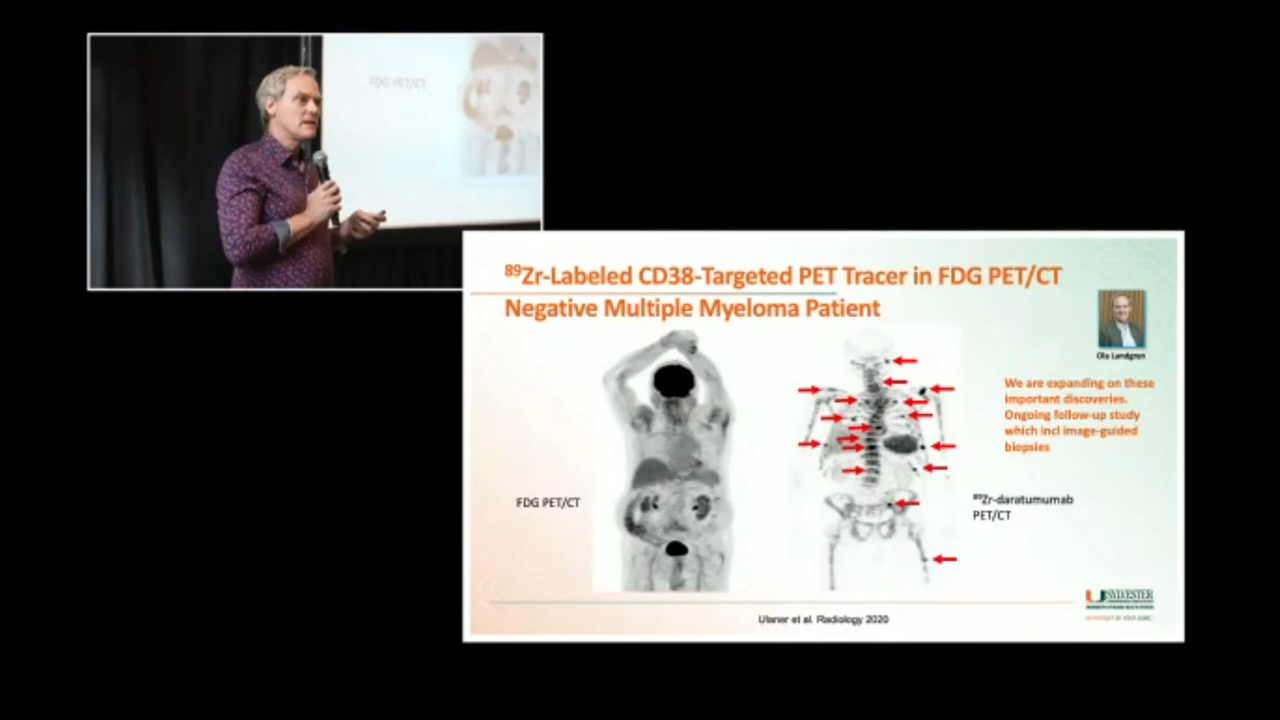 FDG PET/CT
⁸⁹Zr-Labeled CD38-Targeted PET Tracer in FDG PET/CT
Negative Multiple Myeloma Patient
Ola Landgren
We are expanding on these
important discoveries.
Ongoing follow-up study
which incl image-guided
biopsies
FDG PET/CT
⁸⁹Zr-daratumumab
PET/CT
SYLVESTER
Ulaner et al. Radiology 2020